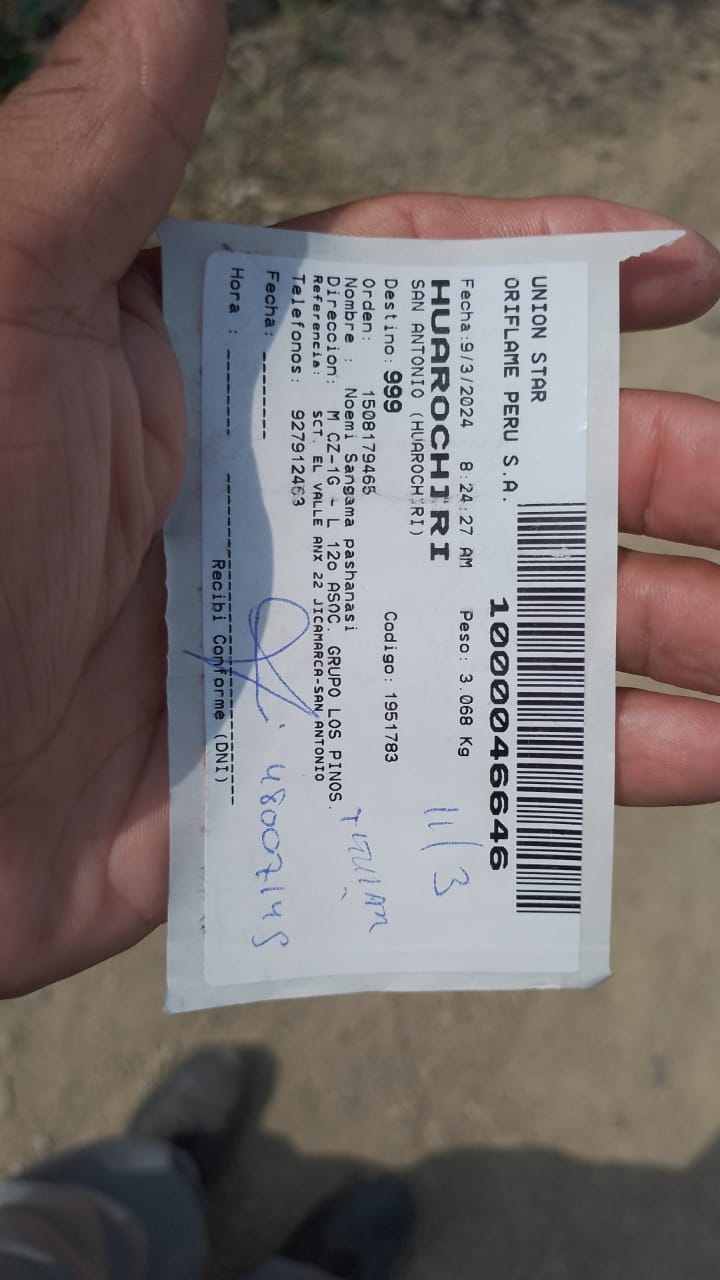 UNION STAR
ORIFLAME PERU S.A.
1000046646
Fecha:9/3/2024 8:24:27 AM Peso: 3.068 Kg
HUAROCHIRI
SAN ANTONIO (HUAROCHIRI)
11/3
Destino: 999 Codigo: 1951783
Orden: 1508179465
Nombre : Noemi Sangama pashanasi
Direccion: M CZ-1G - L 12o ASOC. GRUPO LOS PINOS.
Referencia: SCT. EL VALLE ANX 22 JICAMARCA-SAN ANTONIO
Telefonos: 927912463
Fecha: -------
48007145
Hora : -------
Recibi Conforme (DNI)